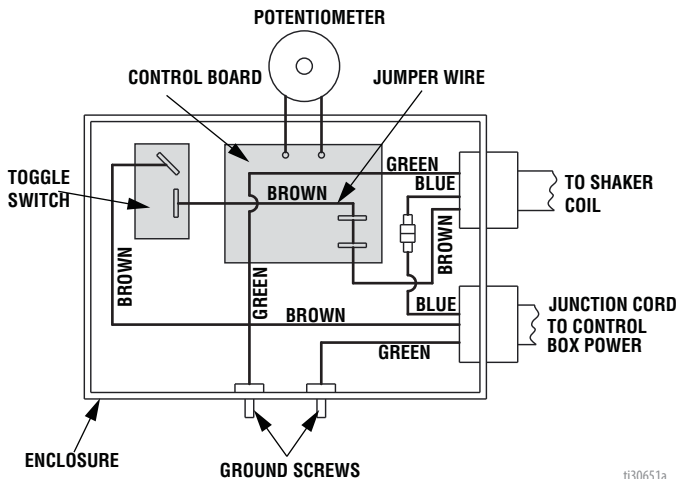 POTENTIOMETER
CONTROL BOARD
JUMPER WIRE
GREEN
BLUE
TOGGLE
SWITCH
BROWN
TO SHAKER
COIL
BROWN
BROWN
GREEN
BLUE
BROWN
GREEN
JUNCTION CORD
TO CONTROL
BOX POWER
ENCLOSURE
GROUND SCREWS
ti30651a